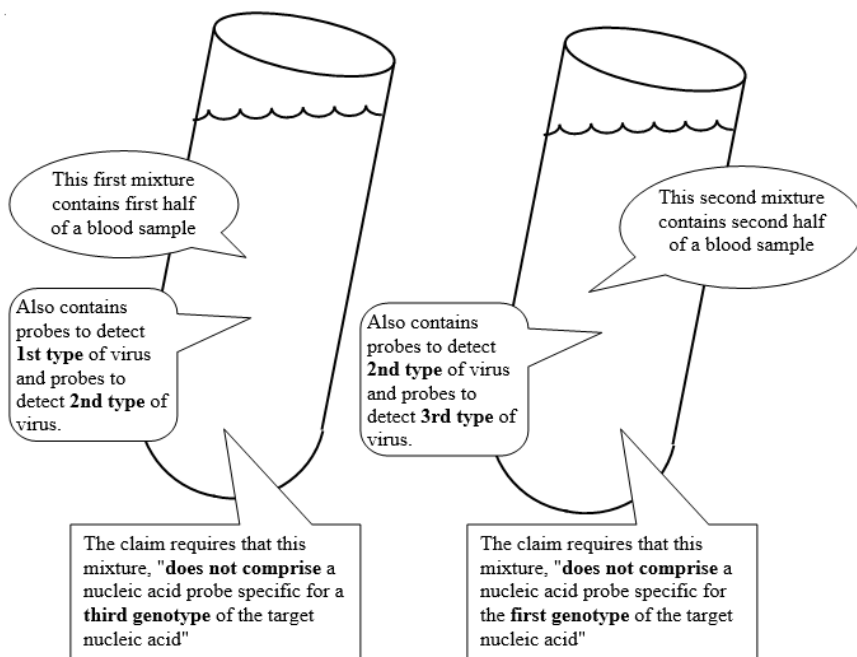 This first mixture
contains first half
of a blood sample
This second mixture
contains second half
of a blood sample
Also contains
probes to detect
1st type of virus
and probes to
detect 2nd type of
virus.
Also contains
probes to detect
2nd type of virus
and probes to
detect 3rd type of
virus.
The claim requires that this
mixture, "does not comprise a
nucleic acid probe specific for a
third genotype of the target
nucleic acid"
The claim requires that this
mixture, "does not comprise a
nucleic acid probe specific for
the first genotype of the target
nucleic acid"